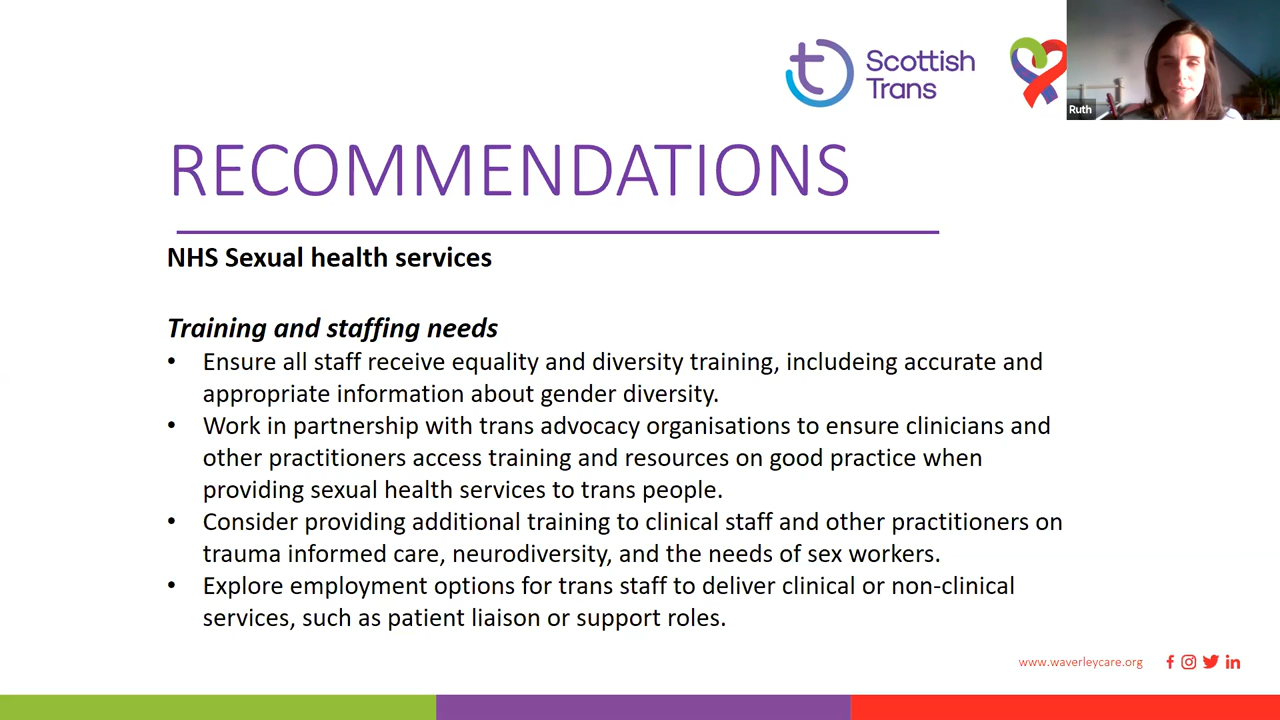 Scottish
Trans
Ruth
RECOMMENDATIONS
NHS Sexual health services
Training and staffing needs
• Ensure all staff receive equality and diversity training, includeing accurate and
appropriate information about gender diversity.
• Work in partnership with trans advocacy organisations to ensure clinicians and
other practitioners access training and resources on good practice when
providing sexual health services to trans people.
• Consider providing additional training to clinical staff and other practitioners on
trauma informed care, neurodiversity, and the needs of sex workers.
• Explore employment options for trans staff to deliver clinical or non-clinical
services, such as patient liaison or support roles.
www.waverleycare.org